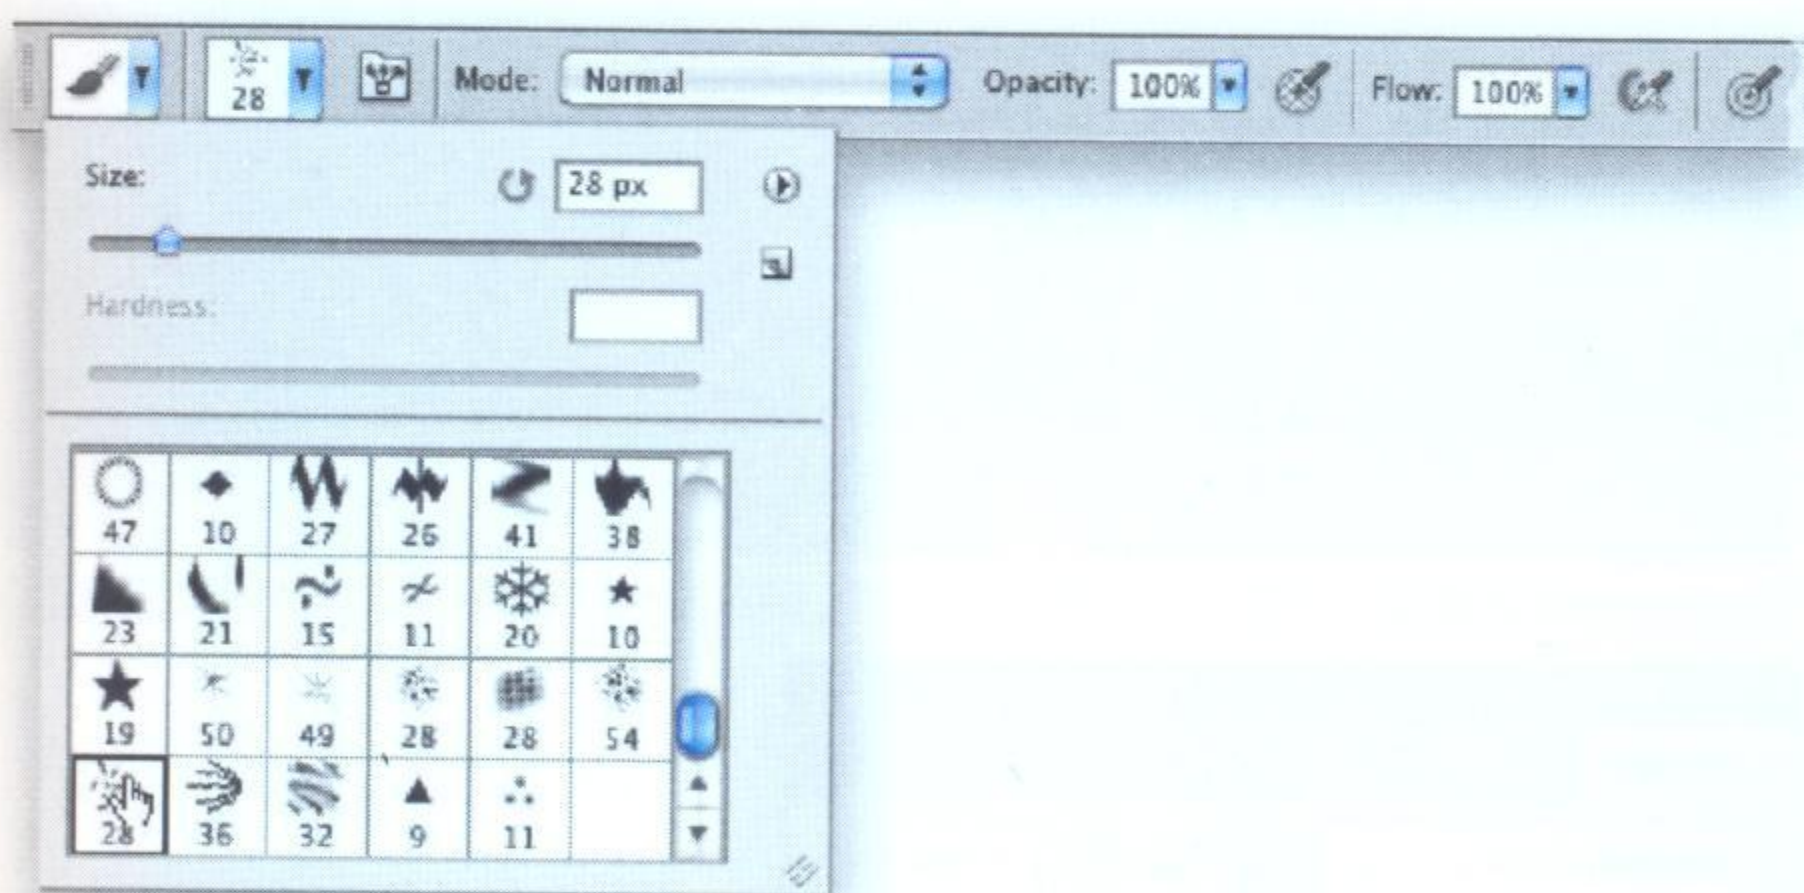 28 Mode: Normal Opacity: 100% Flow: 100%
Size: 28 px
Hardness:
47 10 27 26 41 38
23 21 15 11 20 10
19 50 49 28 28 54
28 36 32 9 11